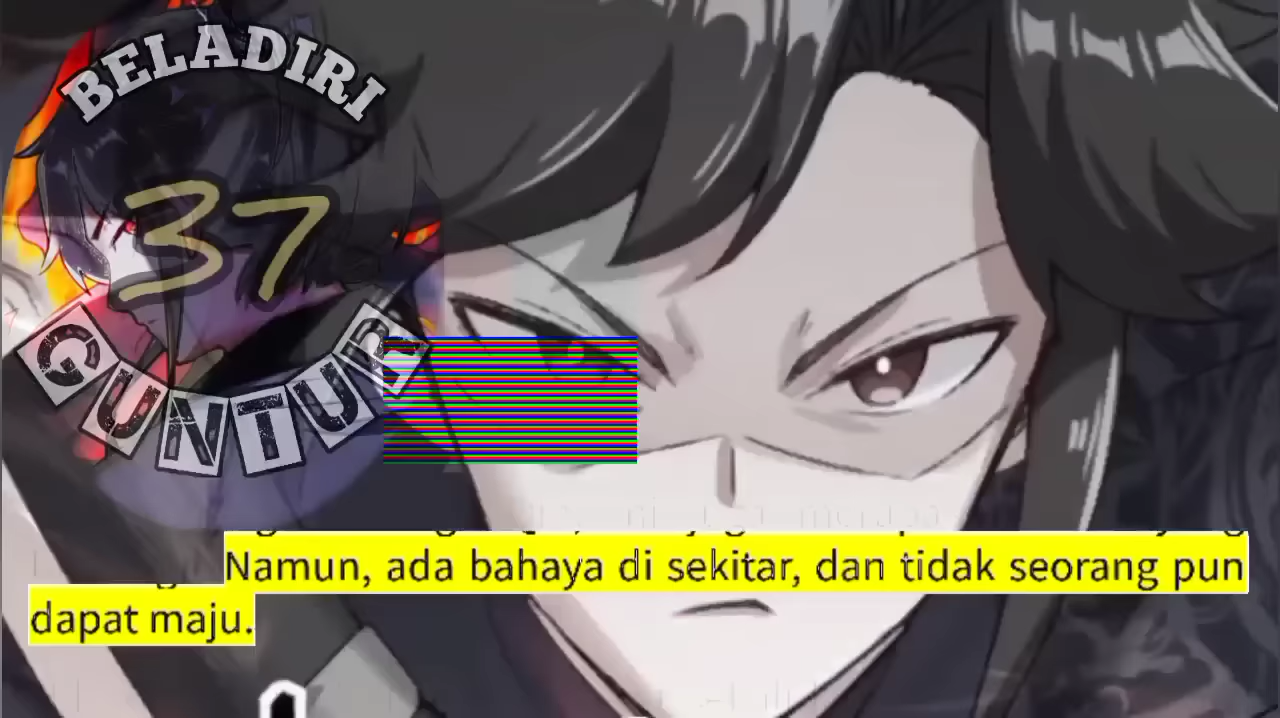 BELADIRI
37
GUNTUR
Namun, ada bahaya di sekitar, dan tidak seorang pun
dapat maju.